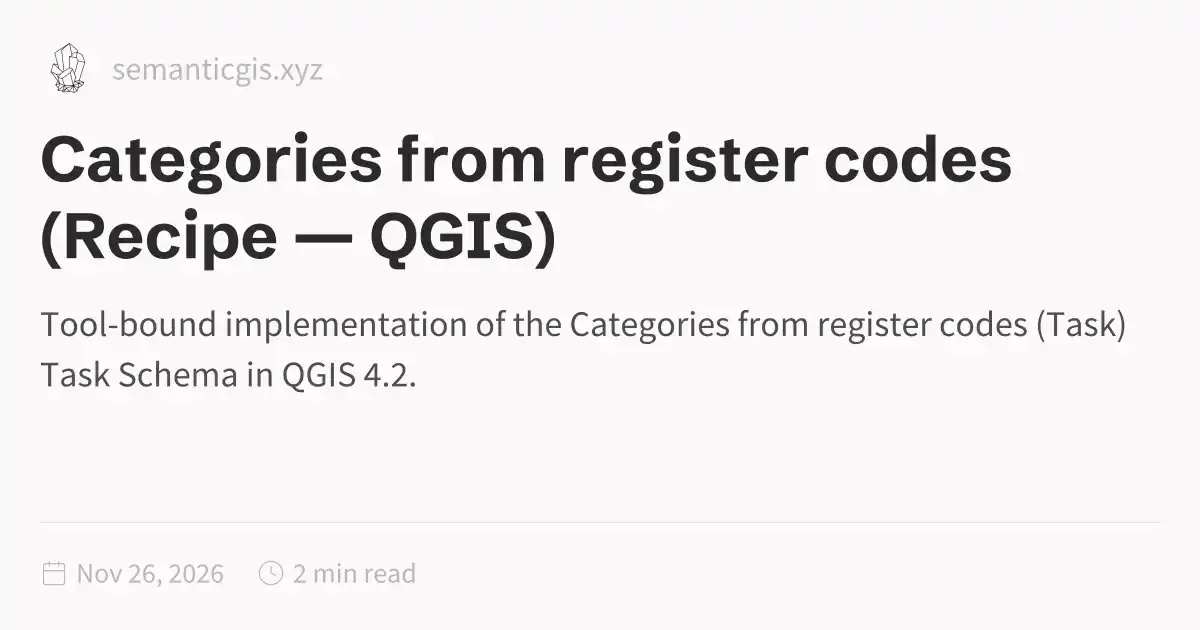 semanticgis.xyz
Categories from register codes
(Recipe — QGIS)
Tool-bound implementation of the Categories from register codes (Task)
Task Schema in QGIS 4.2.
Nov 26, 2026
2 min read